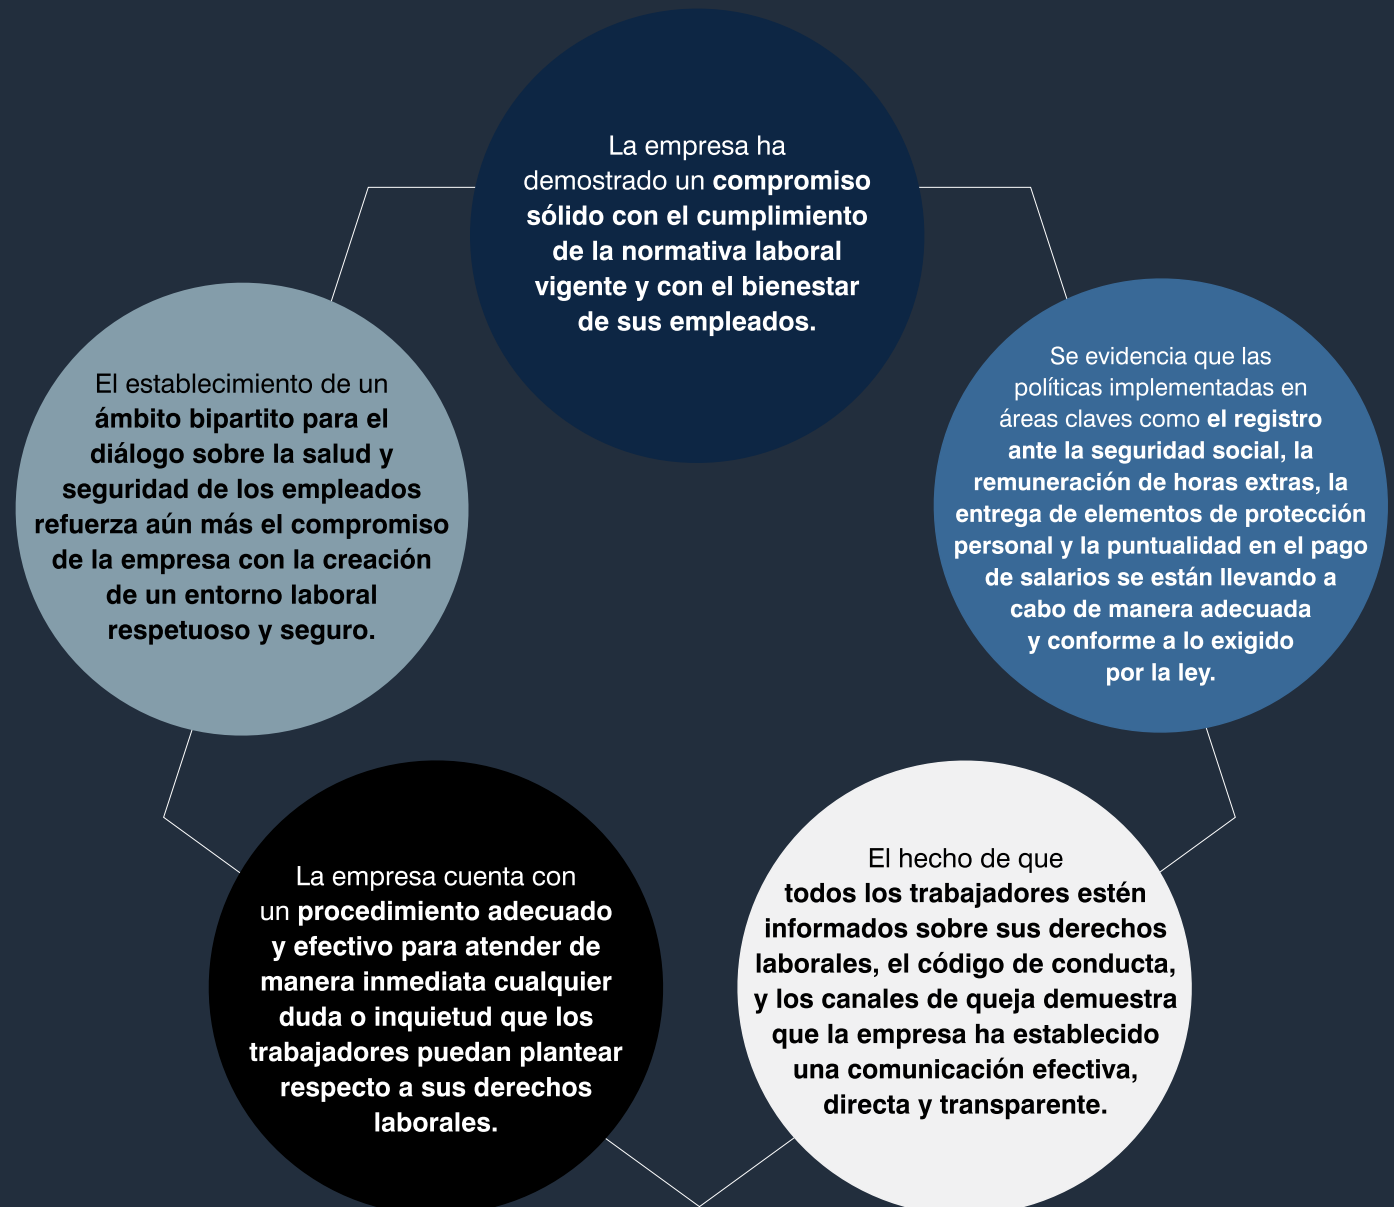 La empresa ha
demostrado un compromiso
sólido con el cumplimiento
de la normativa laboral
vigente y con el bienestar
de sus empleados.
Se evidencia que las
políticas implementadas en
áreas claves como el registro
ante la seguridad social, la
remuneración de horas extras, la
entrega de elementos de protección
personal y la puntualidad en el pago
de salarios se están llevando a
cabo de manera adecuada
y conforme a lo exigido
por la ley.
El hecho de que
todos los trabajadores estén
informados sobre sus derechos
laborales, el código de conducta,
y los canales de queja demuestra
que la empresa ha establecido
una comunicación efectiva,
directa y transparente.
La empresa cuenta con
un procedimiento adecuado
y efectivo para atender de
manera inmediata cualquier
duda o inquietud que los
trabajadores puedan plantear
respecto a sus derechos
laborales.
El establecimiento de un
ámbito bipartito para el
diálogo sobre la salud y
seguridad de los empleados
refuerza aún más el compromiso
de la empresa con la creación
de un entorno laboral
respetuoso y seguro.